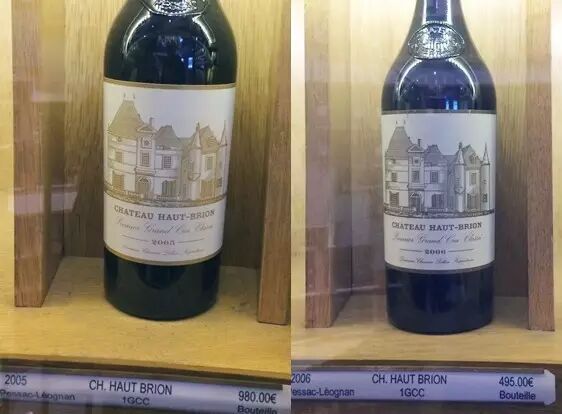 CHATEAU HAUT-BRION
Premier Grand Cru Classé
2005
2005
CH. HAUT BRION
980.00€
Pessac-Léognan
1GCC
Bouteille
CHATEAU HAUT-BRION
Premier Grand Cru Classé
2006
2006
CH. HAUT BRION
495.00€
Pessac-Léognan
1GCC
Bouteille